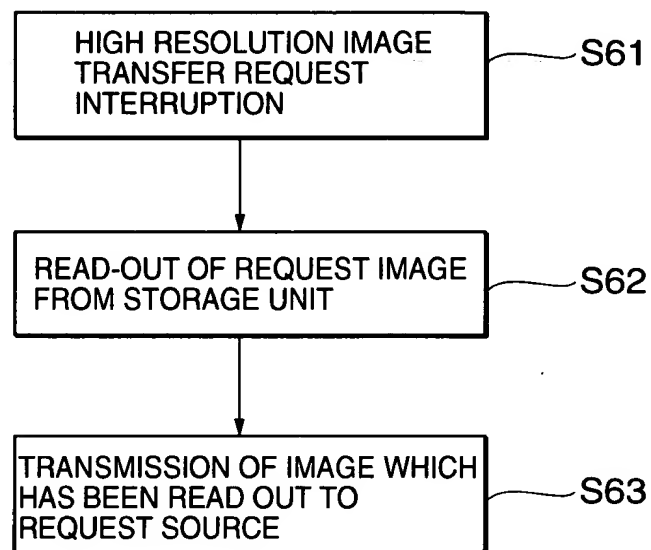 HIGH RESOLUTION IMAGE
TRANSFER REQUEST
INTERRUPTION
S61
READ-OUT OF REQUEST IMAGE
FROM STORAGE UNIT
S62
TRANSMISSION OF IMAGE WHICH
HAS BEEN READ OUT TO
REQUEST SOURCE
S63